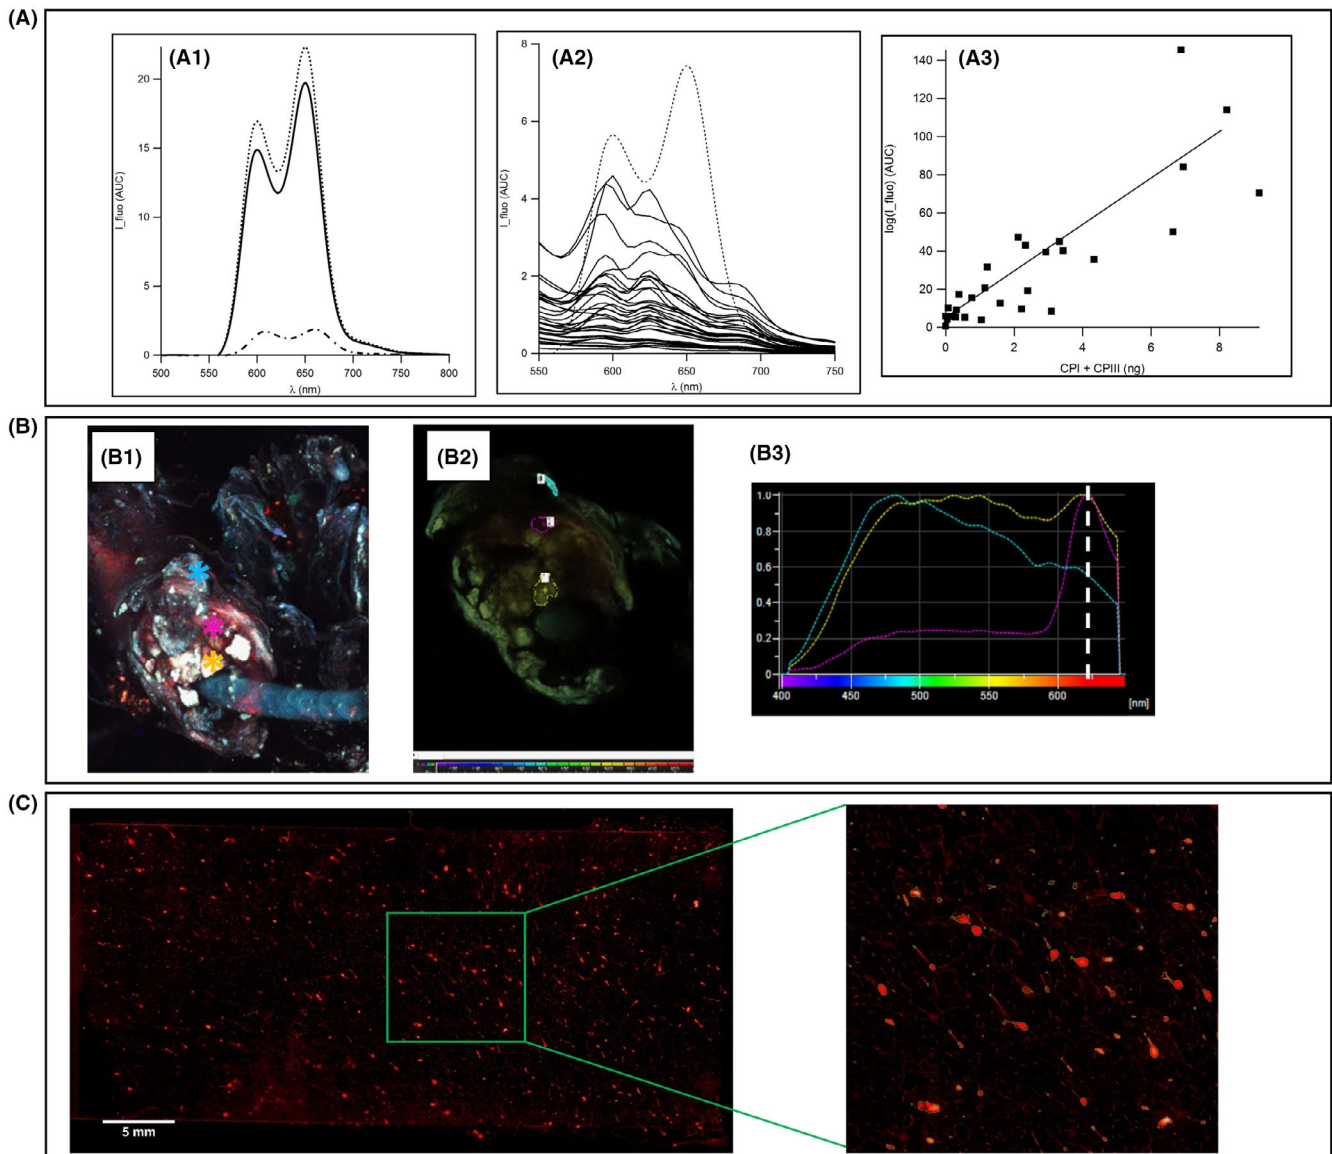 (A)
(A1)
I_fluo (AUC)
20
15
10
5
0
500 550 600 650 700 750 800
λ (nm)
(A2)
I_fluo (AUC)
8
6
4
2
0
550 600 650 700 750
λ (nm)
(A3)
log(I_fluo) (AUC)
140
120
100
80
60
40
20
0
0 2 4 6 8
CPI + CPIII (ng)
(B)
(B1)
(B2)
(B3)
1.0
0.8
0.6
0.4
0.2
0
400 450 500 550 600
[nm]
(C)
5 mm